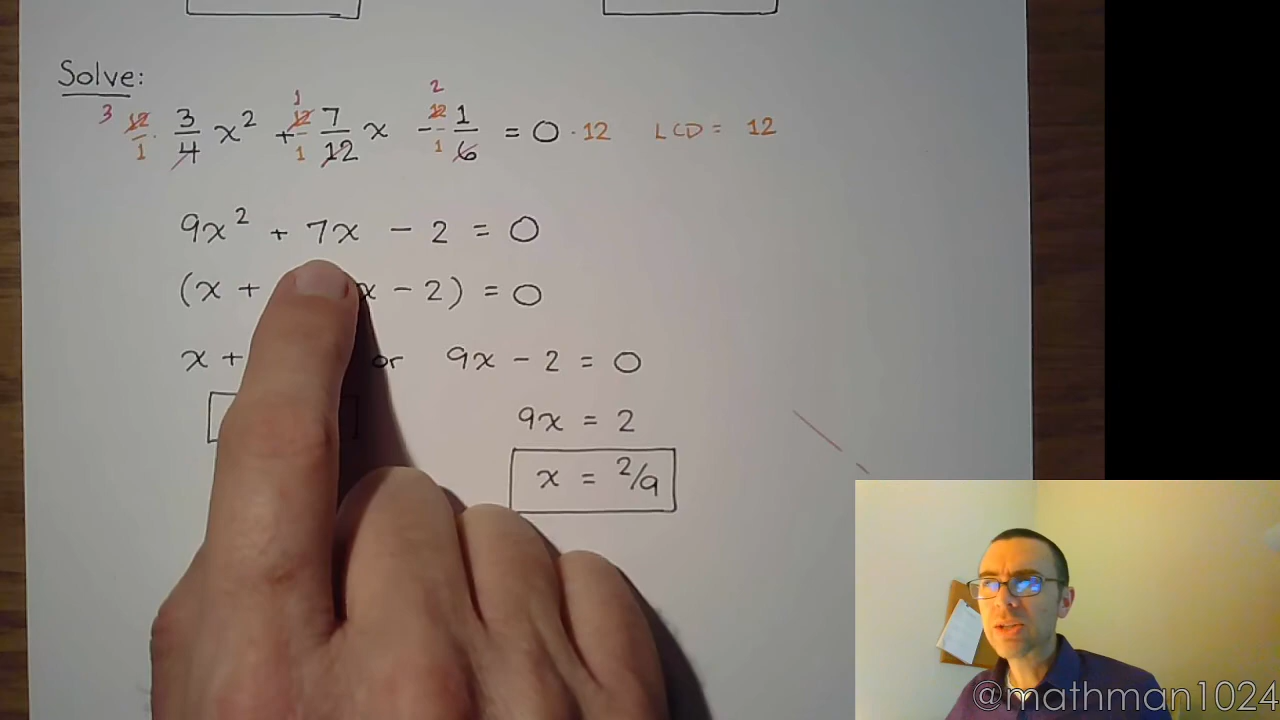 Solve:
3 1 2
12/1 · 3/4 x² + 12/1 7/12 x - 12/1 1/6 = 0 · 12 LCD = 12
9x² + 7x - 2 = 0
(x + x - 2) = 0
x + or 9x - 2 = 0
9x = 2
x = 2/9
@mathman1024